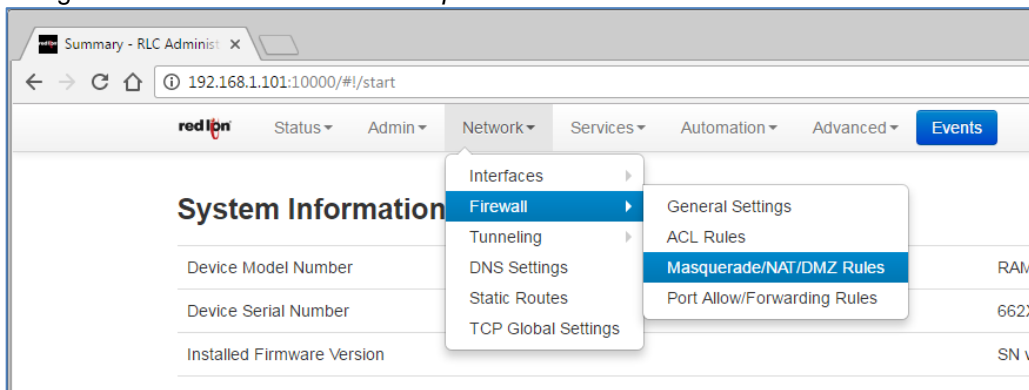 Summary - RLC Administ
192.168.1.101:10000/#!/start
red lion Status Admin Network Services Automation Advanced Events
Interfaces
System Information Firewall General Settings
Tunneling ACL Rules
Device Model Number DNS Settings Masquerade/NAT/DMZ Rules RAM
Static Routes Port Allow/Forwarding Rules
Device Serial Number 662X
TCP Global Settings
Installed Firmware Version SN v